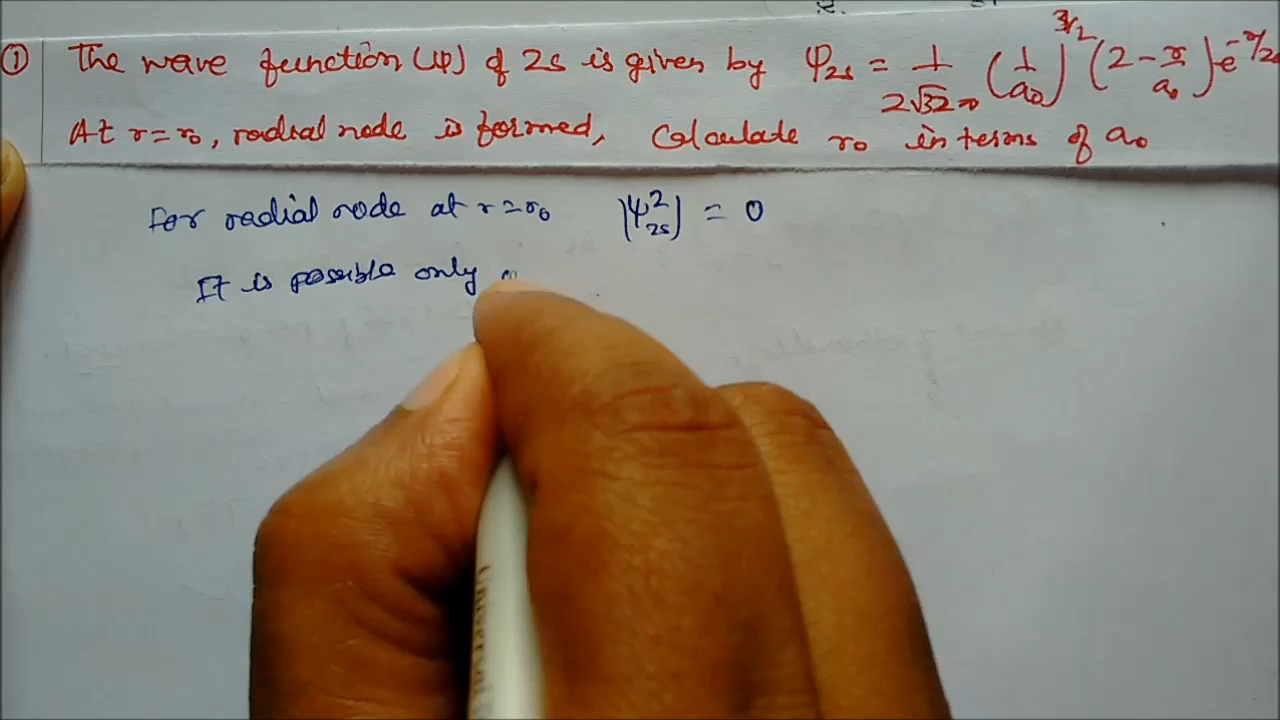 ① The wave function (ψ) of 2s is given by ψ2s = 1/2√32π (1/a0)^3/2 (2 - r/a0) e^-r/2
At r = r0, radial node is formed, Calculate r0 in terms of a0
For radial node at r = r0 |ψ²2s| = 0
It is possible only